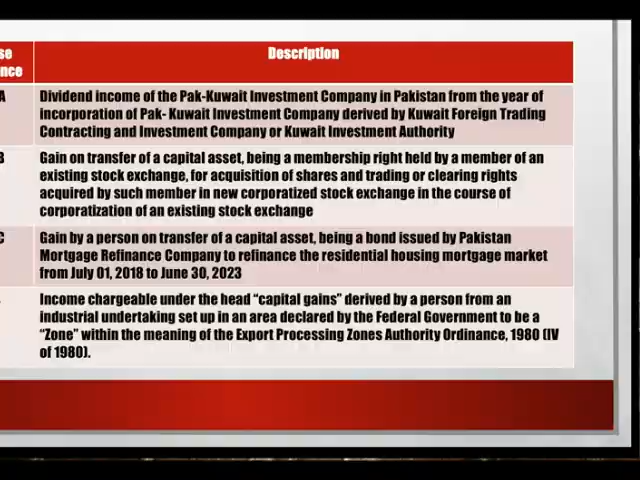 se
nce
Description
A
Dividend income of the Pak-Kuwait Investment Company in Pakistan from the year of
incorporation of Pak- Kuwait Investment Company derived by Kuwait Foreign Trading
Contracting and Investment Company or Kuwait Investment Authority
B
Gain on transfer of a capital asset, being a membership right held by a member of an
existing stock exchange, for acquisition of shares and trading or clearing rights
acquired by such member in new corporatized stock exchange in the course of
corporatization of an existing stock exchange
C
Gain by a person on transfer of a capital asset, being a bond issued by Pakistan
Mortgage Refinance Company to refinance the residential housing mortgage market
from July 01, 2018 to June 30, 2023
Income chargeable under the head “capital gains” derived by a person from an
industrial undertaking set up in an area declared by the Federal Government to be a
“Zone” within the meaning of the Export Processing Zones Authority Ordinance, 1980 (IV
of 1980).